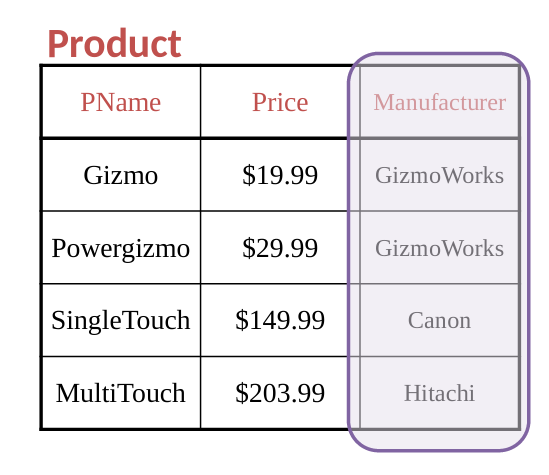 Product
PName Price Manufacturer
Gizmo $19.99 GizmoWorks
Powergizmo $29.99 GizmoWorks
SingleTouch $149.99 Canon
MultiTouch $203.99 Hitachi